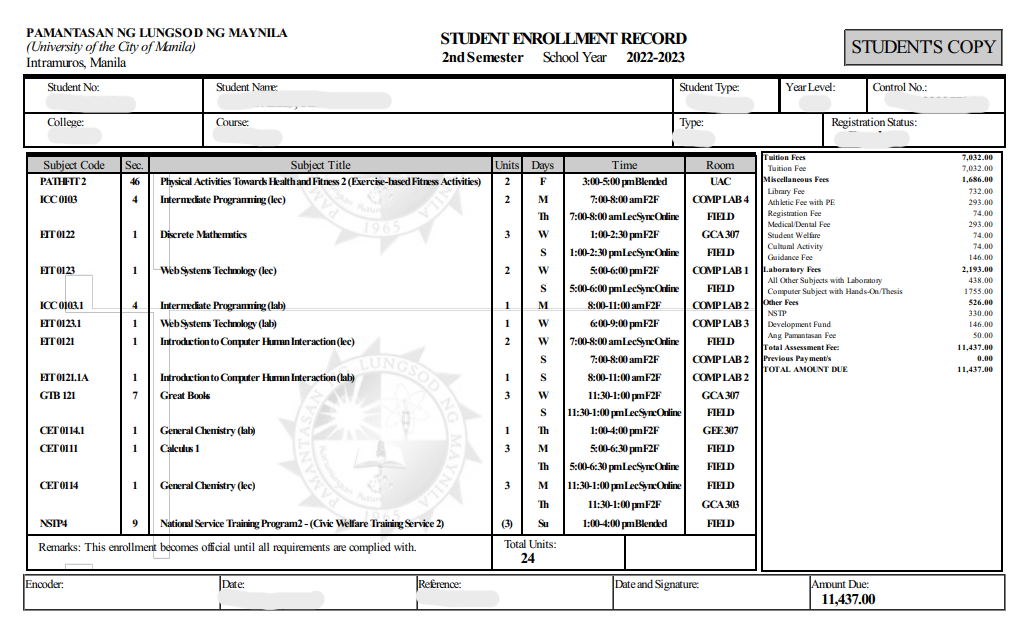 PAMANTASAN NG LUNGSOD NG MAYNILA
(University of the City of Manila)
Intramuros, Manila
STUDENT ENROLLMENT RECORD
2nd Semester School Year 2022-2023
STUDENT'S COPY
Student No: Student Name: Student Type: Year Level: Control No.:
College: Course: Type: Registration Status:
Subject Code Sec. Subject Title Units Days Time Room
PATHFIT 2 46 Physical Activities Towards Health and Fitness 2 (Exercise-based Fitness Activities) 2 F 3:00-5:00 pm Blended UAC
ICC 0103 4 Intermediate Programming (lec) 2 M 7:00-8:00 am F2F COMP LAB 4
Th 7:00-8:00 am LecSyncOnline FIELD
EIT 0122 1 Discrete Mathematics 3 W 1:00-2:30 pm F2F GCA 307
S 1:00-2:30 pm LecSyncOnline FIELD
EIT 0123 1 Web Systems Technology (lec) 2 W 5:00-6:00 pm F2F COMP LAB 1
S 5:00-6:00 pm LecSyncOnline FIELD
ICC 0103.1 4 Intermediate Programming (lab) 1 M 8:00-11:00 am F2F COMP LAB 2
EIT 0123.1 1 Web Systems Technology (lab) 1 W 6:00-9:00 pm F2F COMP LAB 3
EIT 0121 1 Introduction to Computer Human Interaction (lec) 2 W 7:00-8:00 am LecSyncOnline FIELD
S 7:00-8:00 am F2F COMP LAB 2
EIT 0121.1A 1 Introduction to Computer Human Interaction (lab) 1 S 8:00-11:00 am F2F COMP LAB 2
GTB 121 7 Great Books 3 W 11:30-1:00 pm F2F GCA 307
S 11:30-1:00 pm LecSyncOnline FIELD
CET 0114.1 1 General Chemistry (lab) 1 Th 1:00-4:00 pm F2F GEE 307
CET 0111 1 Calculus 1 3 M 5:00-6:30 pm F2F FIELD
Th 5:00-6:30 pm LecSyncOnline FIELD
CET 0114 1 General Chemistry (lec) 3 M 11:30-1:00 pm LecSyncOnline FIELD
Th 11:30-1:00 pm F2F GCA 303
NSTP4 9 National Service Training Program 2 - (Civic Welfare Training Service 2) (3) Su 1:00-4:00 pm Blended FIELD
Remarks: This enrollment becomes official until all requirements are complied with. Total Units:
24
Tuition Fees 7,032.00
Tuition Fee 7,032.00
Miscellaneous Fees 1,686.00
Library Fee 732.00
Athletic Fee with PE 293.00
Registration Fee 74.00
Medical/Dental Fee 293.00
Student Welfare 74.00
Cultural Activity 74.00
Guidance Fee 146.00
Laboratory Fees 2,193.00
All Other Subjects with Laboratory 438.00
Computer Subject with Hands-On/Thesis 1755.00
Other Fees 526.00
NSTP 330.00
Development Fund 146.00
Ang Pamantasan Fee 50.00
Total Assessment Fee: 11,437.00
Previous Payment/s 0.00
TOTAL AMOUNT DUE 11,437.00
Encoder: Date: Reference: Date and Signature: Amount Due:
11,437.00
PAMANTASAN LUNGSOD NG MAYNILA
1965
1965